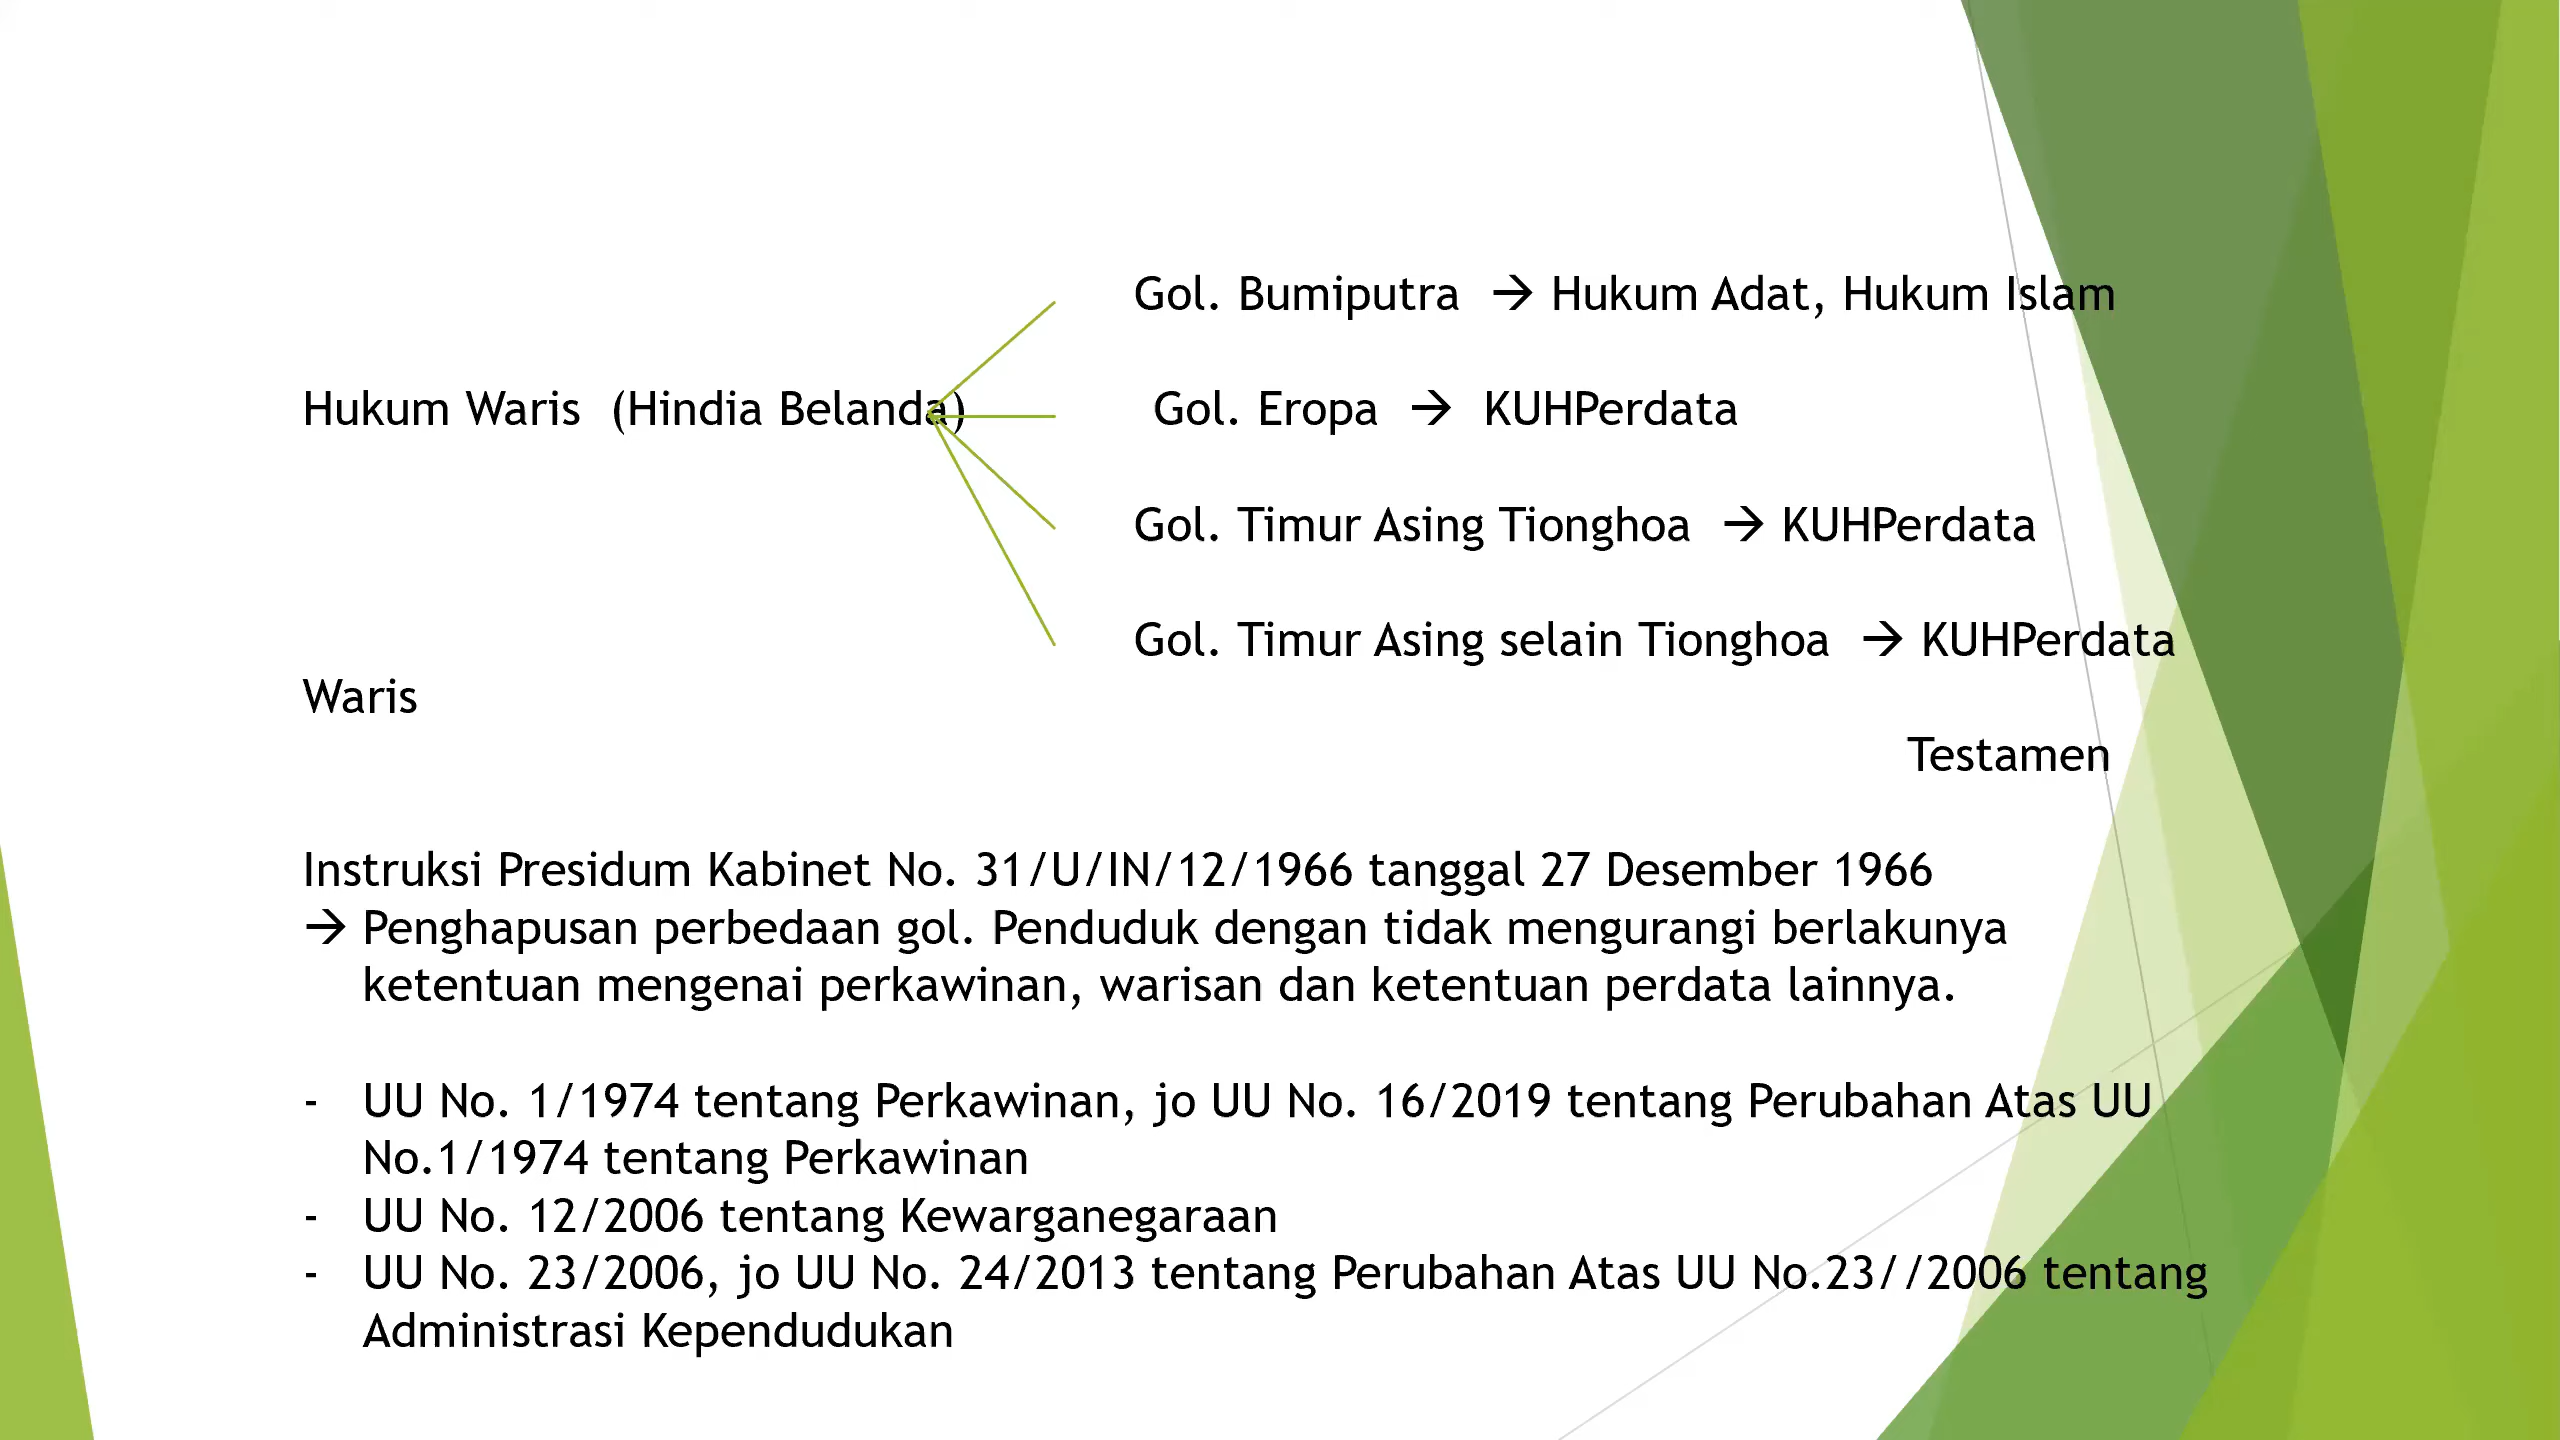 Gol. Bumiputra → Hukum Adat, Hukum Islam
Hukum Waris (Hindia Belanda) Gol. Eropa → KUHPerdata
Gol. Timur Asing Tionghoa → KUHPerdata
Gol. Timur Asing selain Tionghoa → KUHPerdata
Waris
Testamen
Instruksi Presidum Kabinet No. 31/U/IN/12/1966 tanggal 27 Desember 1966
→ Penghapusan perbedaan gol. Penduduk dengan tidak mengurangi berlakunya
ketentuan mengenai perkawinan, warisan dan ketentuan perdata lainnya.
- UU No. 1/1974 tentang Perkawinan, jo UU No. 16/2019 tentang Perubahan Atas UU
No.1/1974 tentang Perkawinan
- UU No. 12/2006 tentang Kewarganegaraan
- UU No. 23/2006, jo UU No. 24/2013 tentang Perubahan Atas UU No.23//2006 tentang
Administrasi Kependudukan